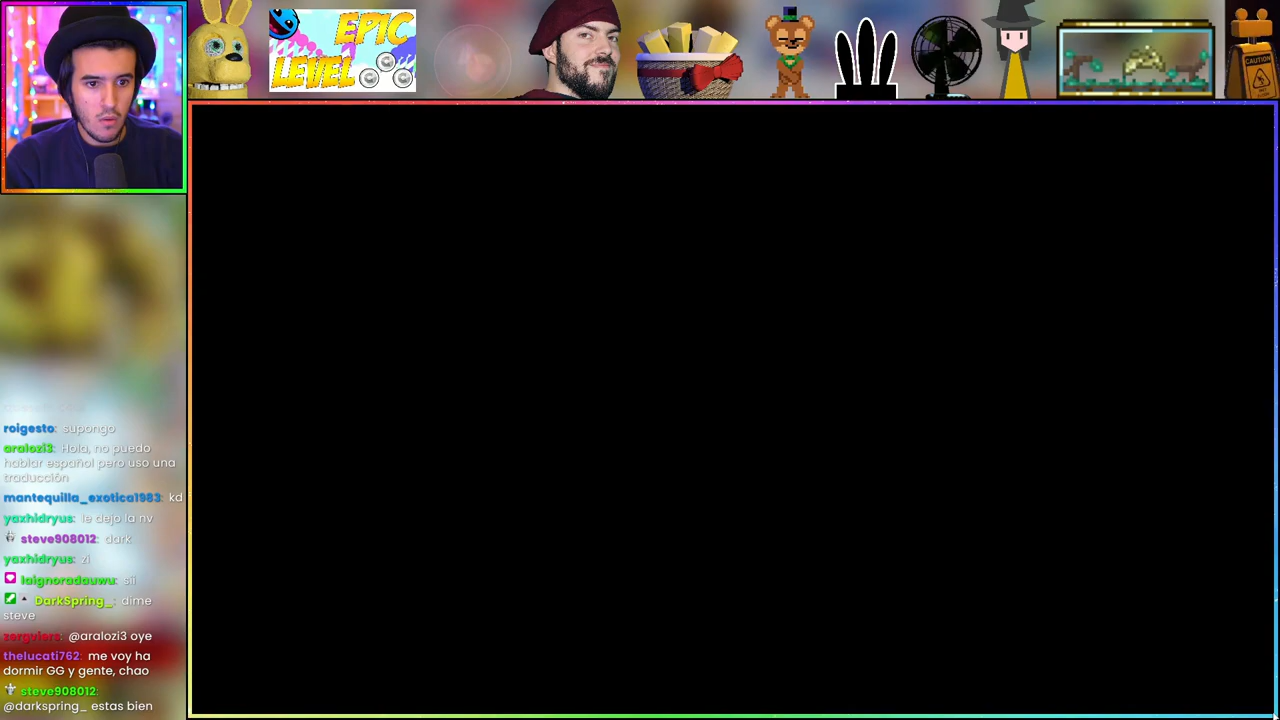 EPIC
LEVEL
CAUTION
roigesto: supongo
aralozi3: Hola, no puedo
hablar español pero uso una
traducción
mantequilla_exotica1983: kd
yaxhidryus: le dejo la nv
steve908012: dark
yaxhidryus: zi
laignoradauwu: sii
DarkSpring_: dime
steve
zergviers: @aralozi3 oye
thelucati762: me voy ha
dormir GG y gente, chao
steve908012:
@darkspring_ estas bien